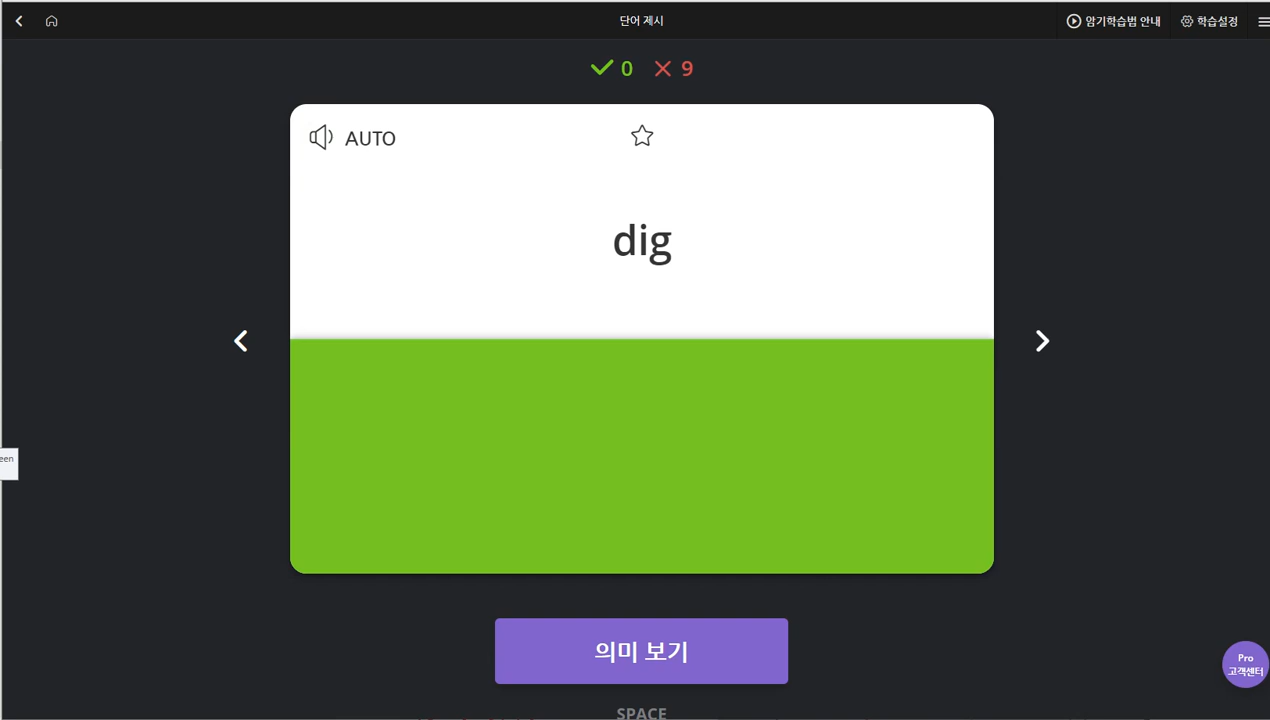 단어 제시
암기학습법 안내
학습설정
0
9
AUTO
dig
een
의미 보기
Pro
고객센터
SPACE